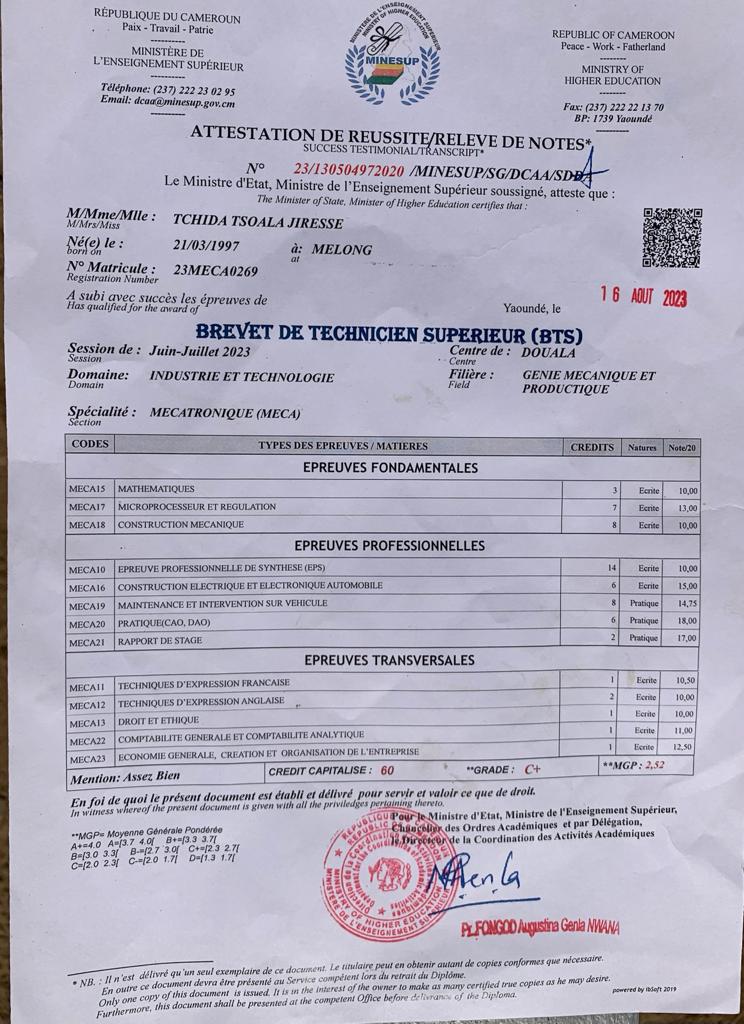 RÉPUBLIQUE DU CAMEROUN
Paix - Travail - Patrie
MINISTÈRE DE
L'ENSEIGNEMENT SUPÉRIEUR
Téléphone: (237) 222 23 02 95
Email: dcaa@minesup.gov.cm
MINISTÈRE DE L'ENSEIGNEMENT SUPÉRIEUR
MINISTRY OF HIGHER EDUCATION
MINESUP
REPUBLIC OF CAMEROON
Peace - Work - Fatherland
MINISTRY OF
HIGHER EDUCATION
Fax: (237) 222 22 13 70
BP: 1739 Yaoundé
ATTESTATION DE REUSSITE/RELEVE DE NOTES*
SUCCESS TESTIMONIAL/TRANSCRIPT*
N° 23/130504972020 /MINESUP/SG/DCAA/SDDA
Le Ministre d'Etat, Ministre de l'Enseignement Supérieur soussigné, atteste que :
The Minister of State, Minister of Higher Education certifies that :
M/Mme/Mlle : TCHIDA TSOALA JIRESSE
M/Mrs/Miss
Né(e) le : 21/03/1997 à: MELONG
born on at
N° Matricule : 23MECA0269
Registration Number
A subi avec succès les épreuves de
Has qualified for the award of
Yaoundé, le 16 AOUT 2023
BREVET DE TECHNICIEN SUPERIEUR (BTS)
Session de : Juin-Juillet 2023 Centre de : DOUALA
Session Centre
Domaine: INDUSTRIE ET TECHNOLOGIE Filière : GENIE MECANIQUE ET
Domain Field PRODUCTIQUE
Spécialité : MECATRONIQUE (MECA)
Section
CODES TYPES DES EPREUVES / MATIERES CREDITS Natures Note/20
EPREUVES FONDAMENTALES
MECA15 MATHEMATIQUES 3 Ecrite 10,00
MECA17 MICROPROCESSEUR ET REGULATION 7 Ecrite 13,00
MECA18 CONSTRUCTION MECANIQUE 8 Ecrite 10,00
EPREUVES PROFESSIONNELLES
MECA10 EPREUVE PROFESSIONNELLE DE SYNTHESE (EPS) 14 Ecrite 10,00
MECA16 CONSTRUCTION ELECTRIQUE ET ELECTRONIQUE AUTOMOBILE 6 Ecrite 15,00
MECA19 MAINTENANCE ET INTERVENTION SUR VEHICULE 8 Pratique 14,75
MECA20 PRATIQUE(CAO, DAO) 6 Pratique 18,00
MECA21 RAPPORT DE STAGE 2 Pratique 17,00
EPREUVES TRANSVERSALES
MECA11 TECHNIQUES D'EXPRESSION FRANCAISE 1 Ecrite 10,50
MECA12 TECHNIQUES D'EXPRESSION ANGLAISE 2 Ecrite 10,00
MECA13 DROIT ET ETHIQUE 1 Ecrite 10,00
MECA22 COMPTABILITE GENERALE ET COMPTABILITE ANALYTIQUE 1 Ecrite 11,00
MECA23 ECONOMIE GENERALE, CREATION ET ORGANISATION DE L'ENTREPRISE 1 Ecrite 12,50
Mention: Assez Bien CREDIT CAPITALISE : 60 **GRADE : C+ **MGP : 2,52
En foi de quoi le présent document est établi et délivré pour servir et valoir ce que de droit.
In witness whereof the present document is given with all the priviledges pertaining thereto.
**MGP= Moyenne Générale Pondérée
A+=4.0 A=[3.7 4.0[ B+=[3.3 3.7[
B=[3.0 3.3[ B-=[2.7 3.0[ C+=[2.3 2.7[
C=[2.0 2.3[ C-=[2.0 1.7[ D=[1.3 1.7[
Pour le Ministre d'Etat, Ministre de l'Enseignement Supérieur,
Chancelier des Ordres Académiques et par Délégation,
le Directeur de la Coordination des Activités Académiques
MINISTRY OF HIGHER EDUCATION
MINISTERE DE L'ENSEIGNEMENT SUPERIEUR
Pr. FONGOD Augustina Genla NWANA
* NB. : Il n'est délivré qu'un seul exemplaire de ce document. Le titulaire peut en obtenir autant de copies conformes que nécessaire.
En outre ce document devra être présenté au Service compétent lors du retrait du Diplôme.
Only one copy of this document is issued. It is in the interest of the owner to make as many certified true copies as he may desire.
Furthermore, this document shall be presented at the competent Office before delivrance of the Diploma.
powered by ItSoft 2019